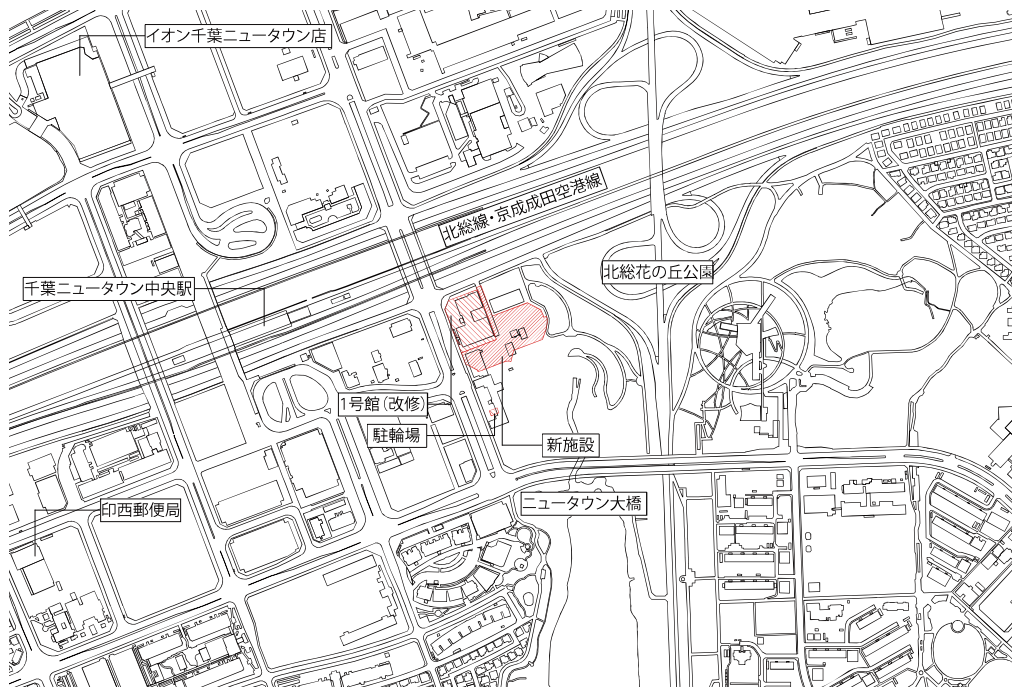 イオン千葉ニュータウン店
北総線・京成成田空港線
北総花の丘公園
千葉ニュータウン中央駅
1号館（改修）
駐輪場
新施設
ニュータウン大橋
印西郵便局